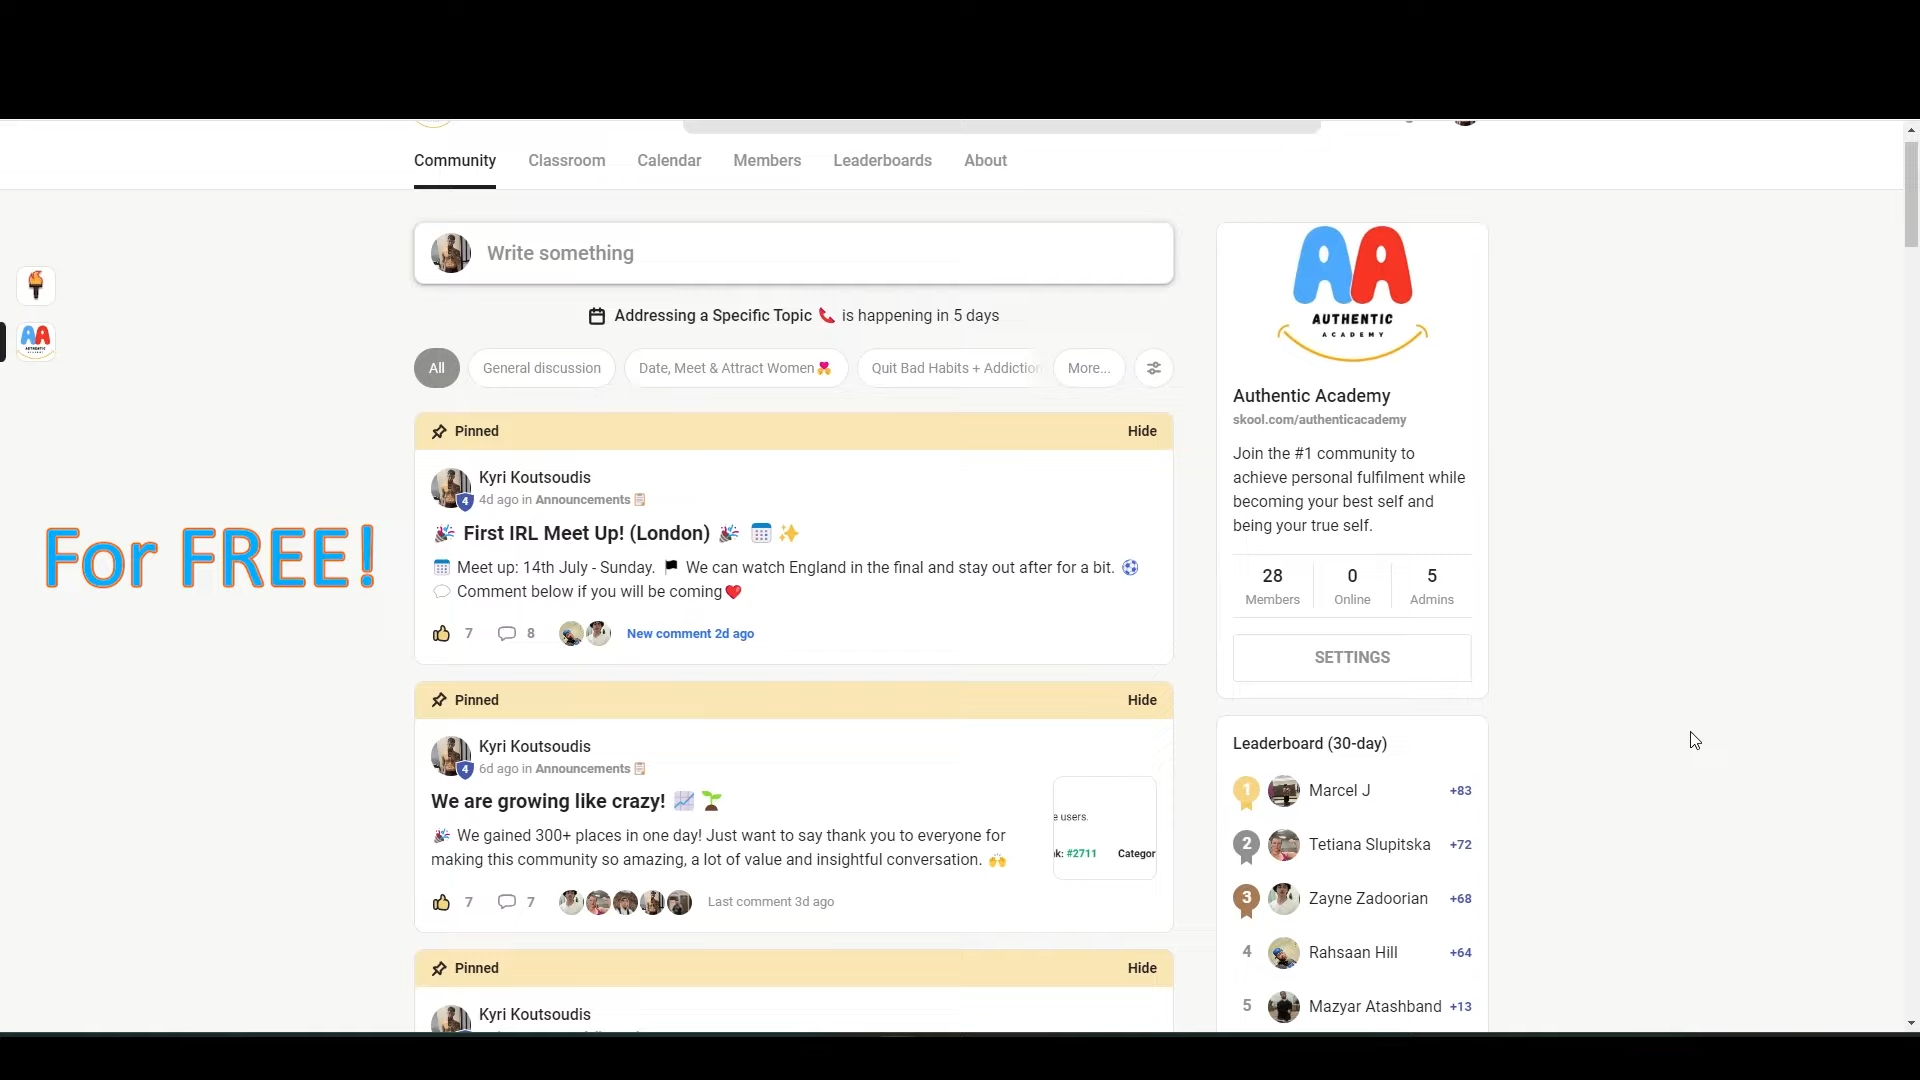 Community Classroom Calendar Members Leaderboards About
Write something
Addressing a Specific Topic 📞 is happening in 5 days
All General discussion Date, Meet & Attract Women Quit Bad Habits + Addiction More...
Pinned Hide
Kyri Koutsoudis
4
4d ago in Announcements 📋
🎉 First IRL Meet Up! (London) 🎉 🗓️ ✨
🗓️ Meet up: 14th July - Sunday. 🏴 We can watch England in the final and stay out after for a bit. ⚽
💬 Comment below if you will be coming❤️
7 8 New comment 2d ago
Pinned Hide
Kyri Koutsoudis
4
6d ago in Announcements 📋
We are growing like crazy! 📈 🌱
🎉 We gained 300+ places in one day! Just want to say thank you to everyone for
making this community so amazing, a lot of value and insightful conversation. 🙌
e users.
#2711 Categor
7 7 Last comment 3d ago
Pinned Hide
Kyri Koutsoudis
For FREE!
AA
AUTHENTIC
ACADEMY
Authentic Academy
skool.com/authenticacademy
Join the #1 community to
achieve personal fulfilment while
becoming your best self and
being your true self.
28 0 5
Members Online Admins
SETTINGS
Leaderboard (30-day)
1 Marcel J +83
2 Tetiana Slupitska +72
3 Zayne Zadoorian +68
4 Rahsaan Hill +64
5 Mazyar Atashband +13